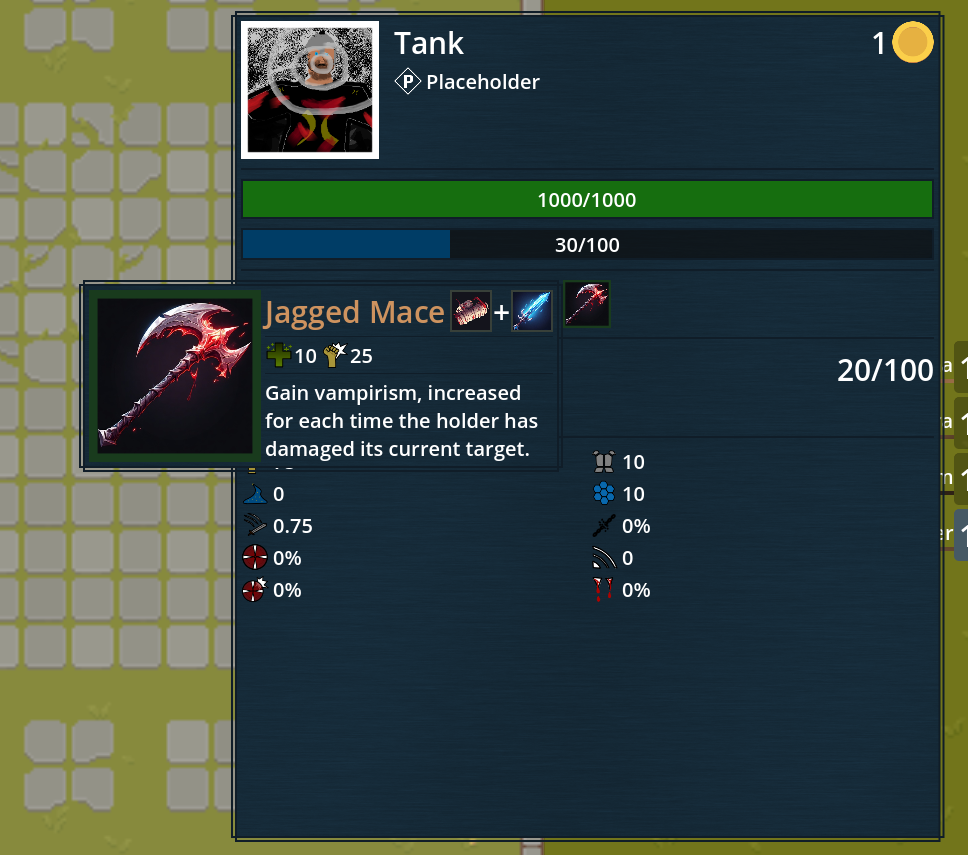 Tank
1
P Placeholder
1000/1000
30/100
Jagged Mace +
10 25
Gain vampirism, increased
for each time the holder has
damaged its current target.
20/100
10
0
10
0.75
0%
0%
0
0%
0%